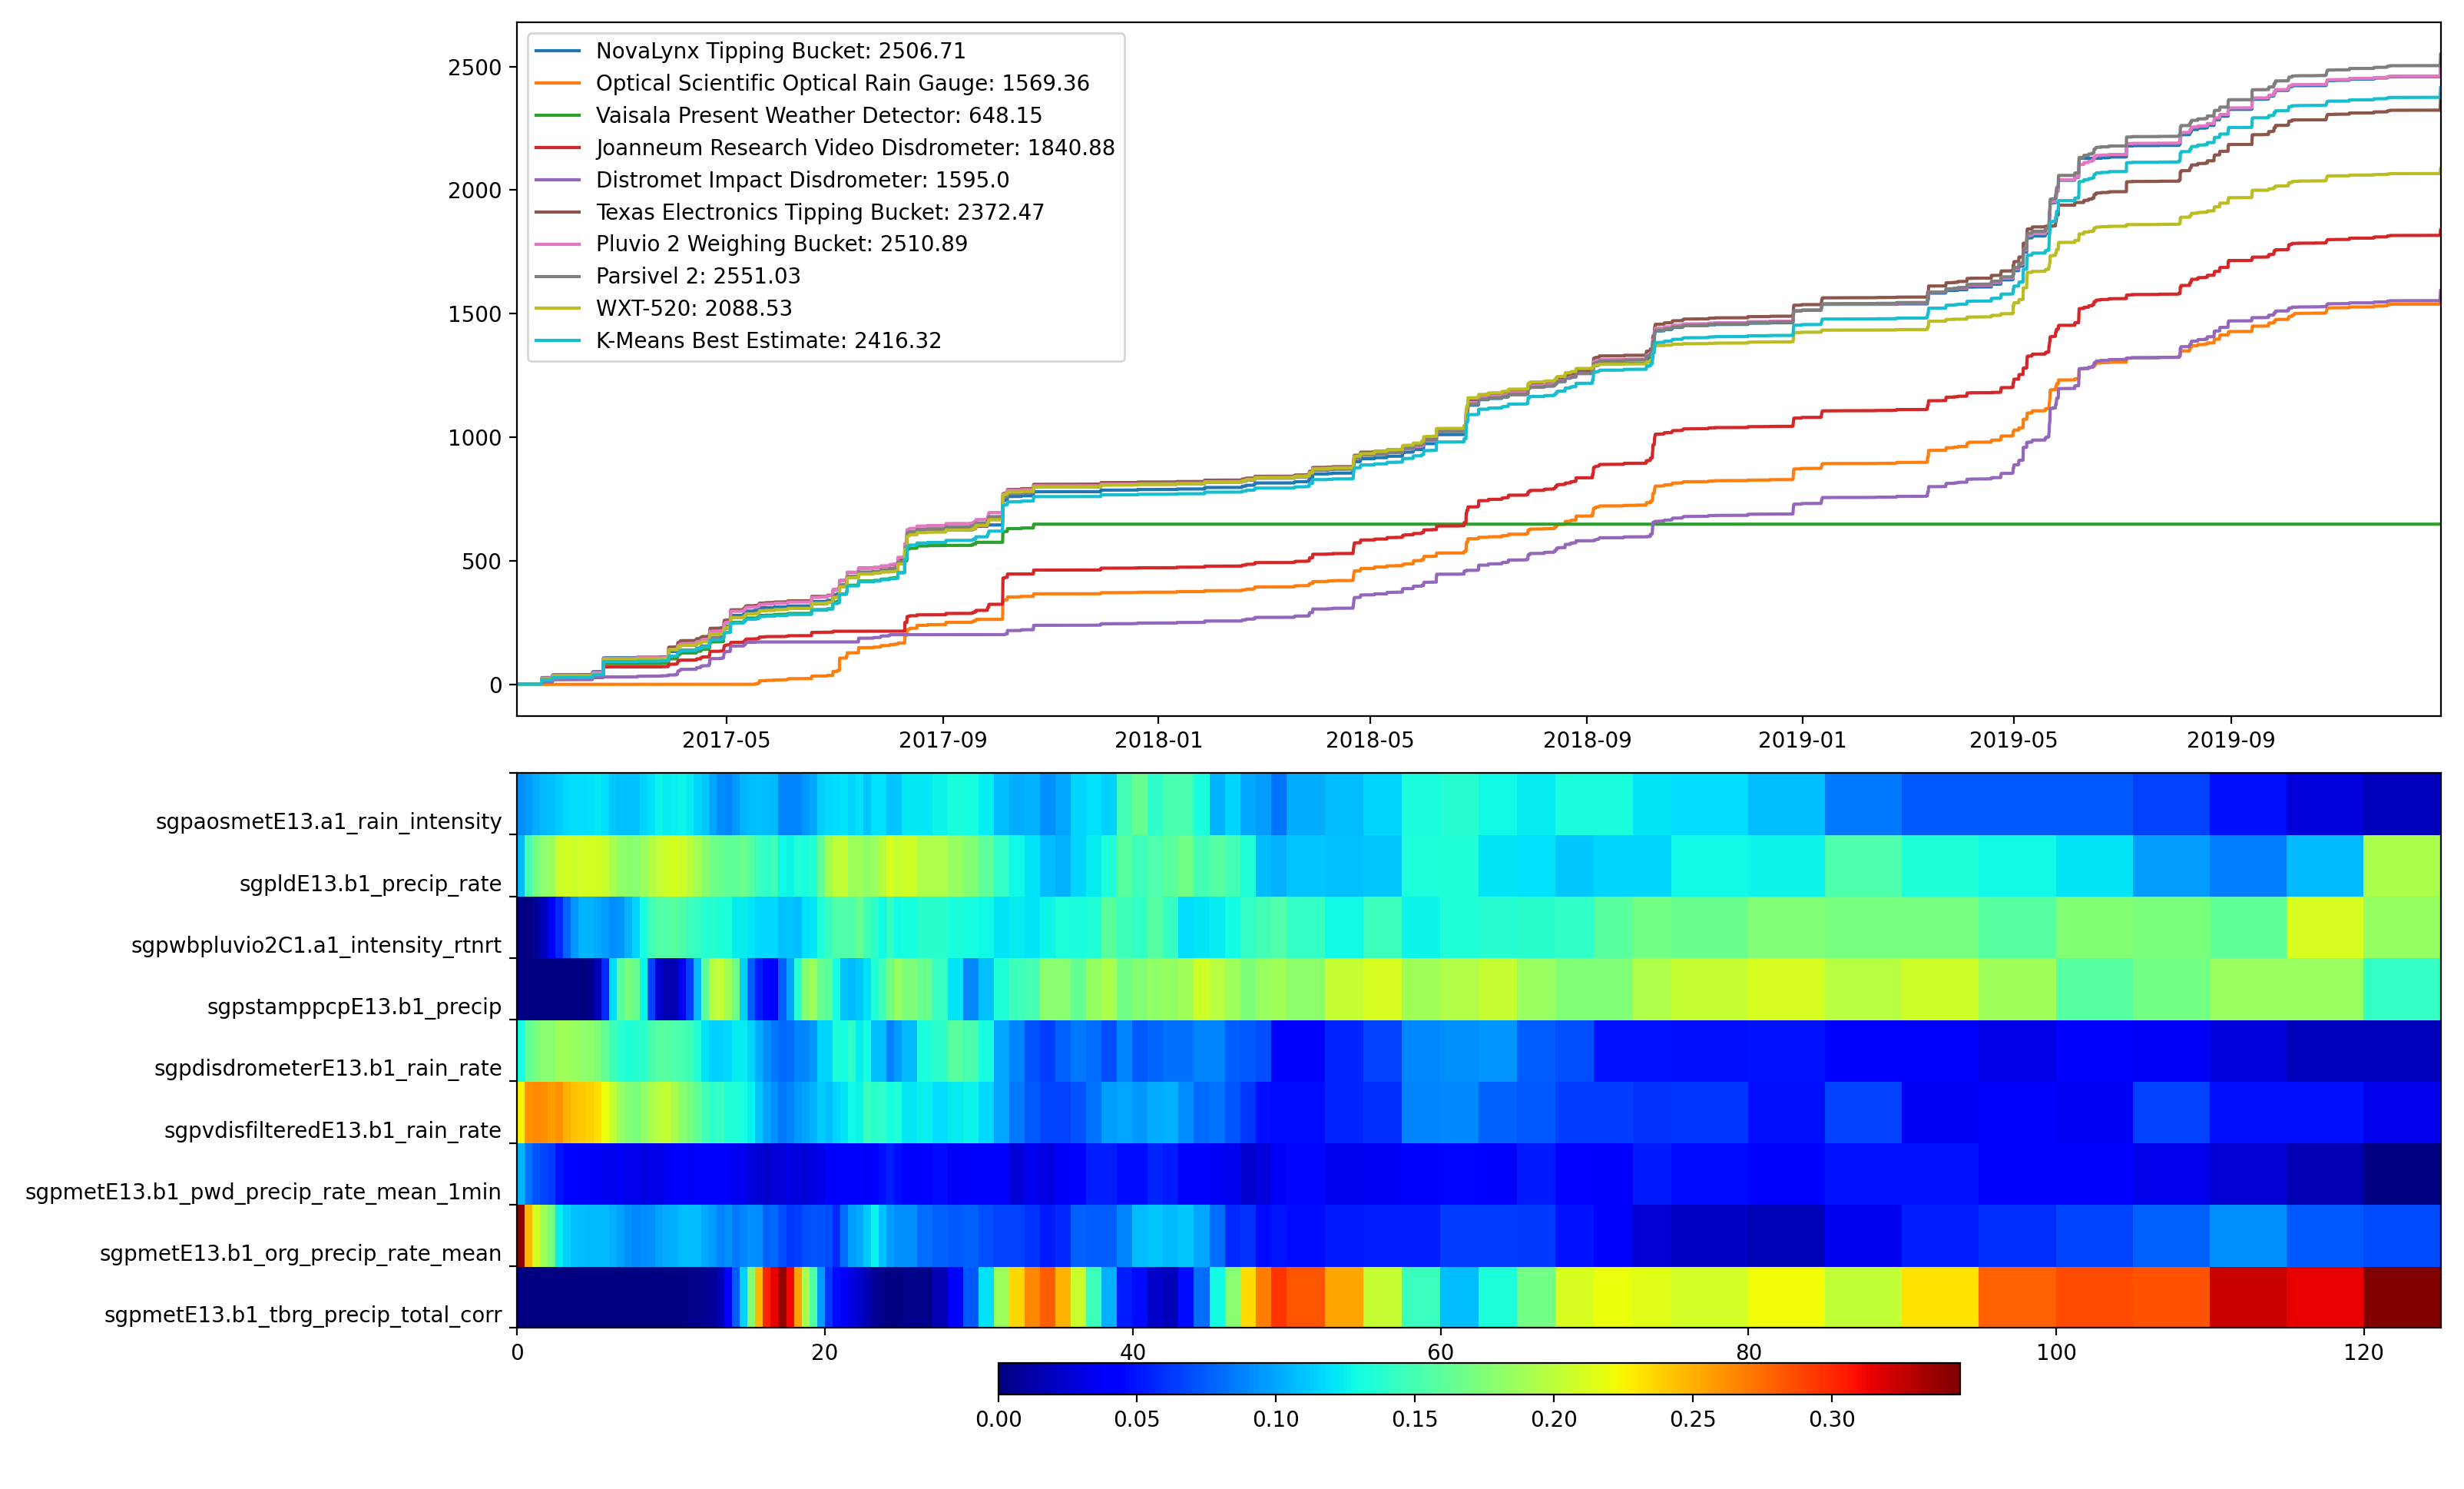 NovaLynx Tipping Bucket: 2506.71
Optical Scientific Optical Rain Gauge: 1569.36
Vaisala Present Weather Detector: 648.15
Joanneum Research Video Disdrometer: 1840.88
Distromet Impact Disdrometer: 1595.0
Texas Electronics Tipping Bucket: 2372.47
Pluvio 2 Weighing Bucket: 2510.89
Parsivel 2: 2551.03
WXT-520: 2088.53
K-Means Best Estimate: 2416.32
2500
2000
1500
1000
500
0
2017-05 2017-09 2018-01 2018-05 2018-09 2019-01 2019-05 2019-09
sgpaosmetE13.a1_rain_intensity
sgpldE13.b1_precip_rate
sgpwbpluvio2C1.a1_intensity_rtnrt
sgpstamppcpE13.b1_precip
sgpdisdrometerE13.b1_rain_rate
sgpvdisfilteredE13.b1_rain_rate
sgpmetE13.b1_pwd_precip_rate_mean_1min
sgpmetE13.b1_org_precip_rate_mean
sgpmetE13.b1_tbrg_precip_total_corr
0 20 40 60 80 100 120
0.00 0.05 0.10 0.15 0.20 0.25 0.30